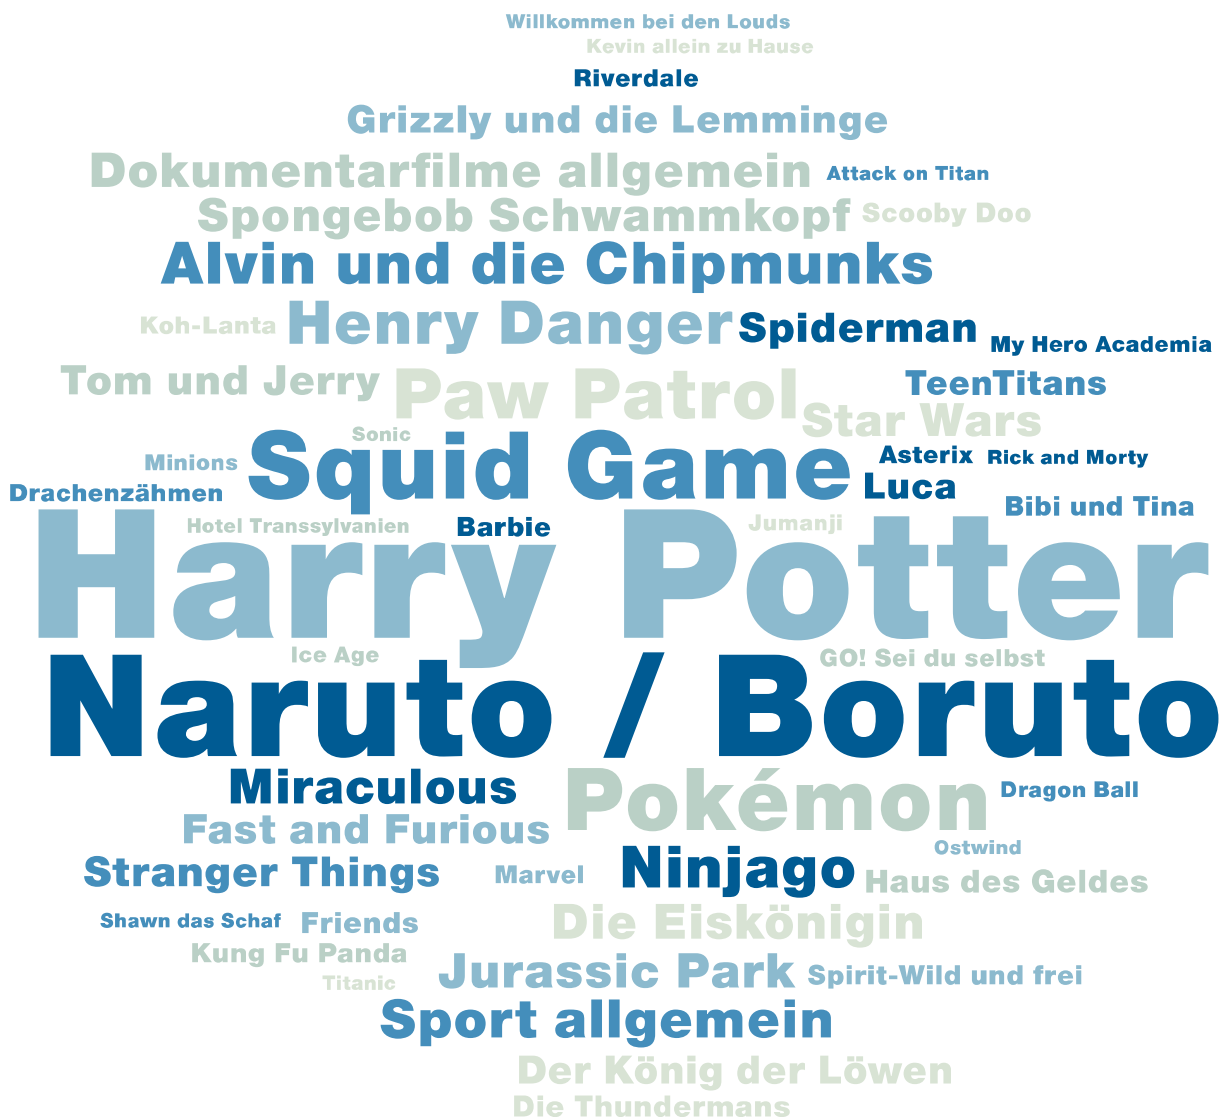 Willkommen bei den Louds
Kevin allein zu Hause
Riverdale
Grizzly und die Lemminge
Dokumentarfilme allgemein
Attack on Titan
Spongebob Schwammkopf
Scooby Doo
Alvin und die Chipmunks
Koh-Lanta
Henry Danger
Spiderman
My Hero Academia
Tom und Jerry
Paw Patrol
TeenTitans
Star Wars
Sonic
Squid Game
Minions
Asterix
Rick and Morty
Drachenzähmen
Luca
Bibi und Tina
Hotel Transsylvanien
Barbie
Jumanji
Harry Potter
Ice Age
GO! Sei du selbst
Naruto / Boruto
Miraculous
Pokémon
Dragon Ball
Fast and Furious
Ostwind
Stranger Things
Marvel
Ninjago
Haus des Geldes
Shawn das Schaf
Friends
Die Eiskönigin
Kung Fu Panda
Titanic
Jurassic Park
Spirit-Wild und frei
Sport allgemein
Der König der Löwen
Die Thundermans